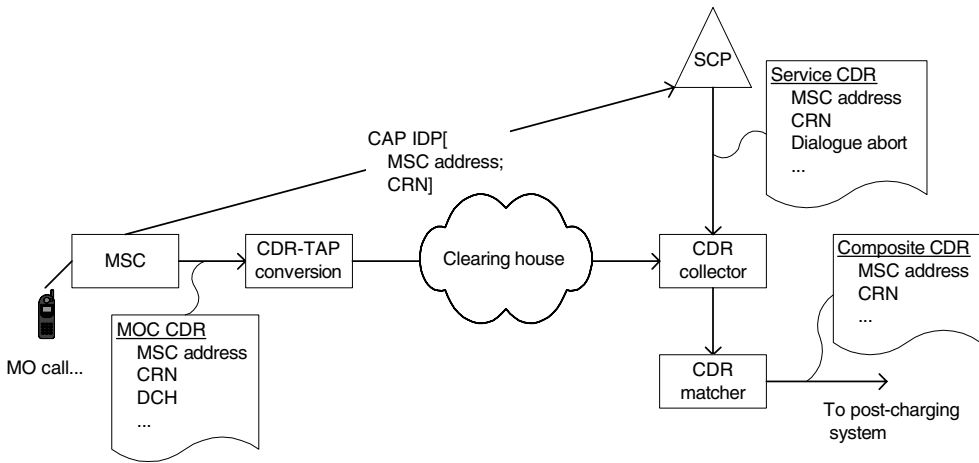 SCP
Service CDR
MSC address
CRN
Dialogue abort
...
CAP IDP[
MSC address;
CRN]
MSC
CDR-TAP
conversion
Clearing house
CDR
collector
Composite CDR
MSC address
CRN
...
MO call...
MOC CDR
MSC address
CRN
DCH
...
CDR
matcher
To post-charging
system